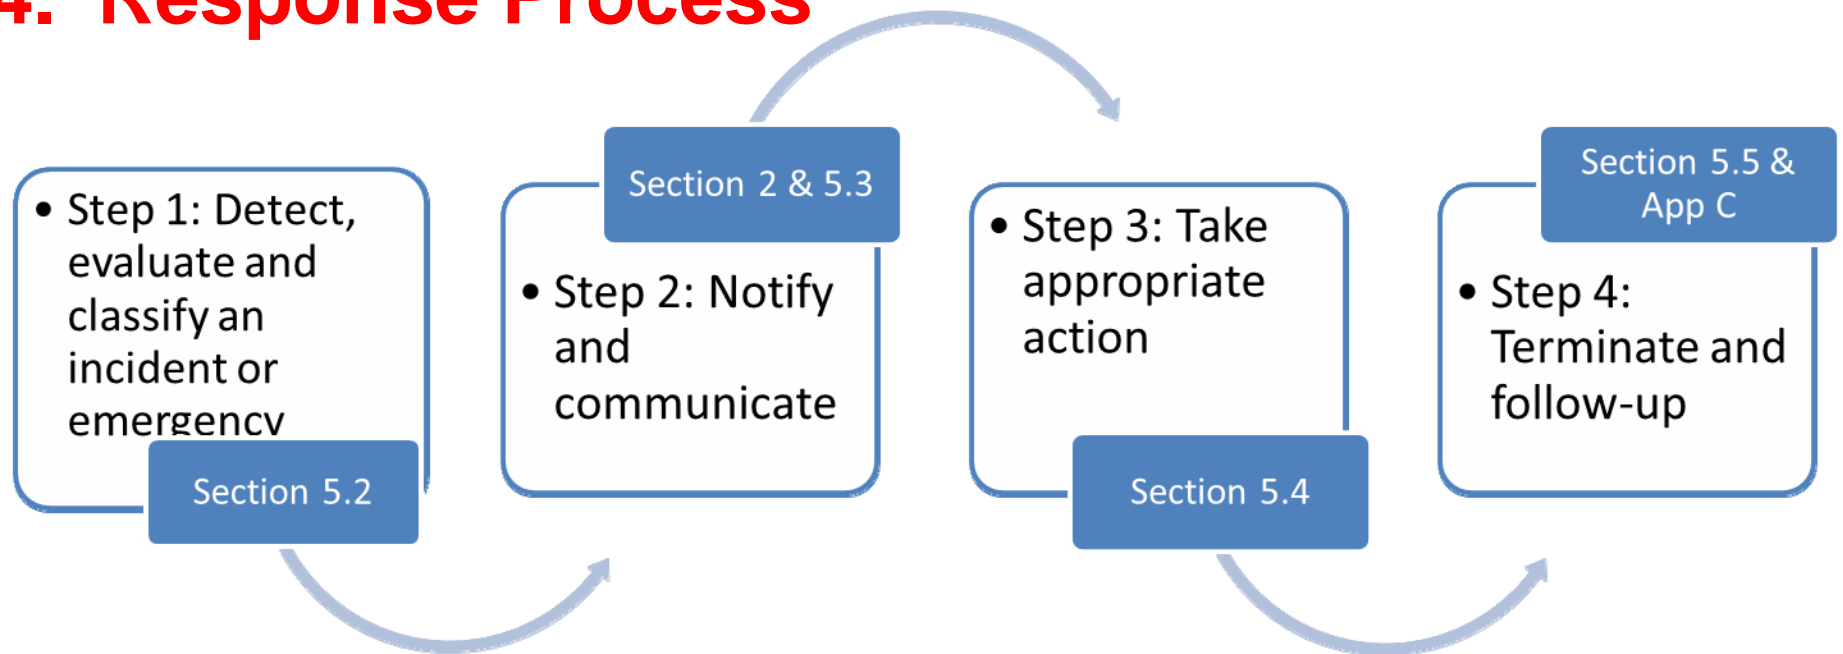 4. Response Process
• Step 1: Detect,
evaluate and
classify an
incident or
emergency
Section 5.2
Section 2 & 5.3
• Step 2: Notify
and
communicate
• Step 3: Take
appropriate
action
Section 5.4
Section 5.5 &
App C
• Step 4:
Terminate and
follow-up